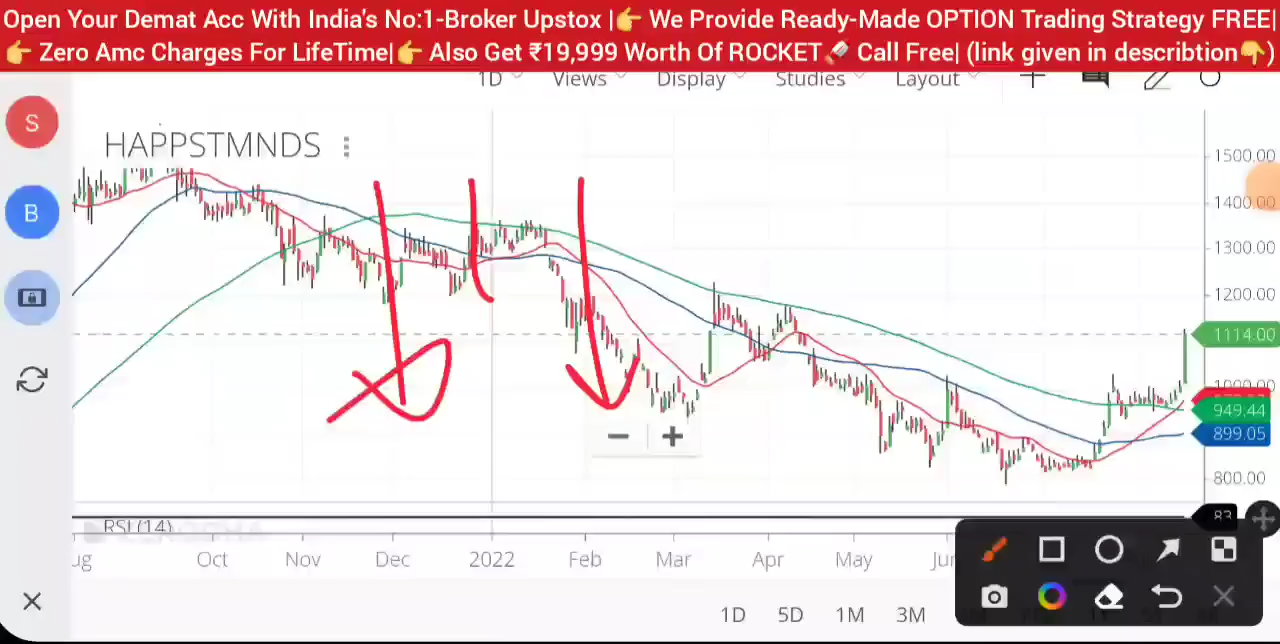 Open Your Demat Acc With India's No:1-Broker Upstox |👉 We Provide Ready-Made OPTION Trading Strategy FREE|
👉 Zero Amc Charges For LifeTime|👉 Also Get ₹19,999 Worth Of ROCKET🚀 Call Free| (link given in describtion👇)
1D Views Display Studies Layout
S
HAPPSTMNDS
B
1500.00
1400.00
1300.00
1200.00
1114.00
1000.00
949.44
899.05
800.00
RSI (14)
83
ug Oct Nov Dec 2022 Feb Mar Apr May Jun
1D 5D 1M 3M